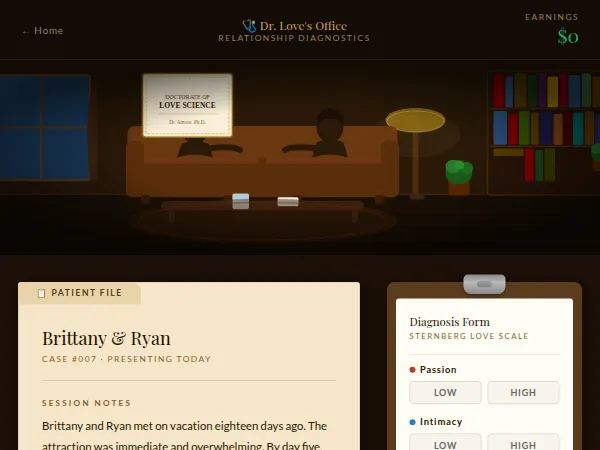 ← Home
🩺 Dr. Love's Office
RELATIONSHIP DIAGNOSTICS
EARNINGS
$0
DOCTORATE OF
LOVE SCIENCE
Dr. Amore, Ph.D.
📋 PATIENT FILE
Brittany & Ryan
CASE #007 · PRESENTING TODAY
SESSION NOTES
Brittany and Ryan met on vacation eighteen days ago. The
attraction was immediate and overwhelming. By day five,
Diagnosis Form
STERNBERG LOVE SCALE
Passion
LOW HIGH
Intimacy
LOW HIGH